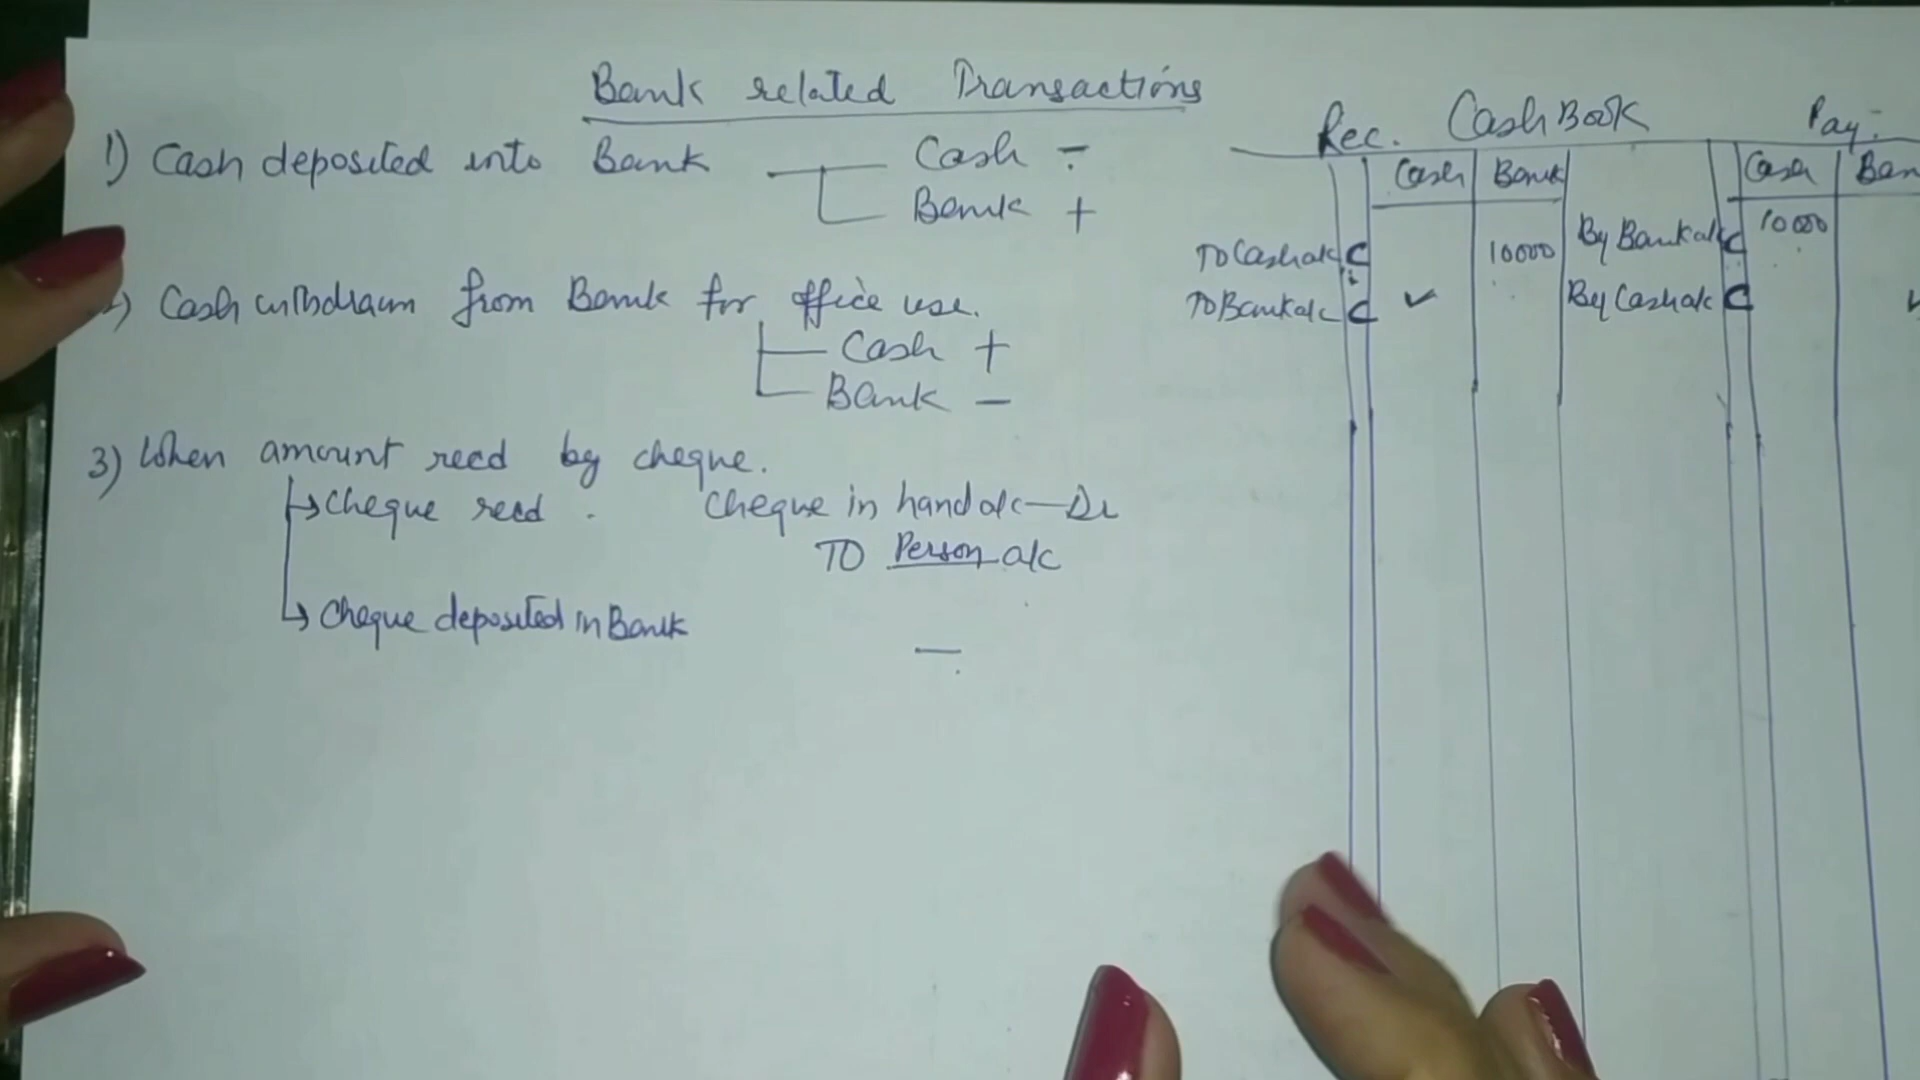 Bank related Transactions
1) Cash deposited into Bank
Cash -
Bank +
2) Cash withdrawn from Bank for office use.
Cash +
Bank -
3) When amount recd by cheque.
Cheque recd. Cheque in hand a/c — Dr
TO Person a/c
Cheque deposited in Bank
Rec. Cash Book Pay.
Cash Bank Cash Ban
To Cash a/c C 10000 By Bank a/c C 10000
To Bank a/c C ✓ By Cash a/c C